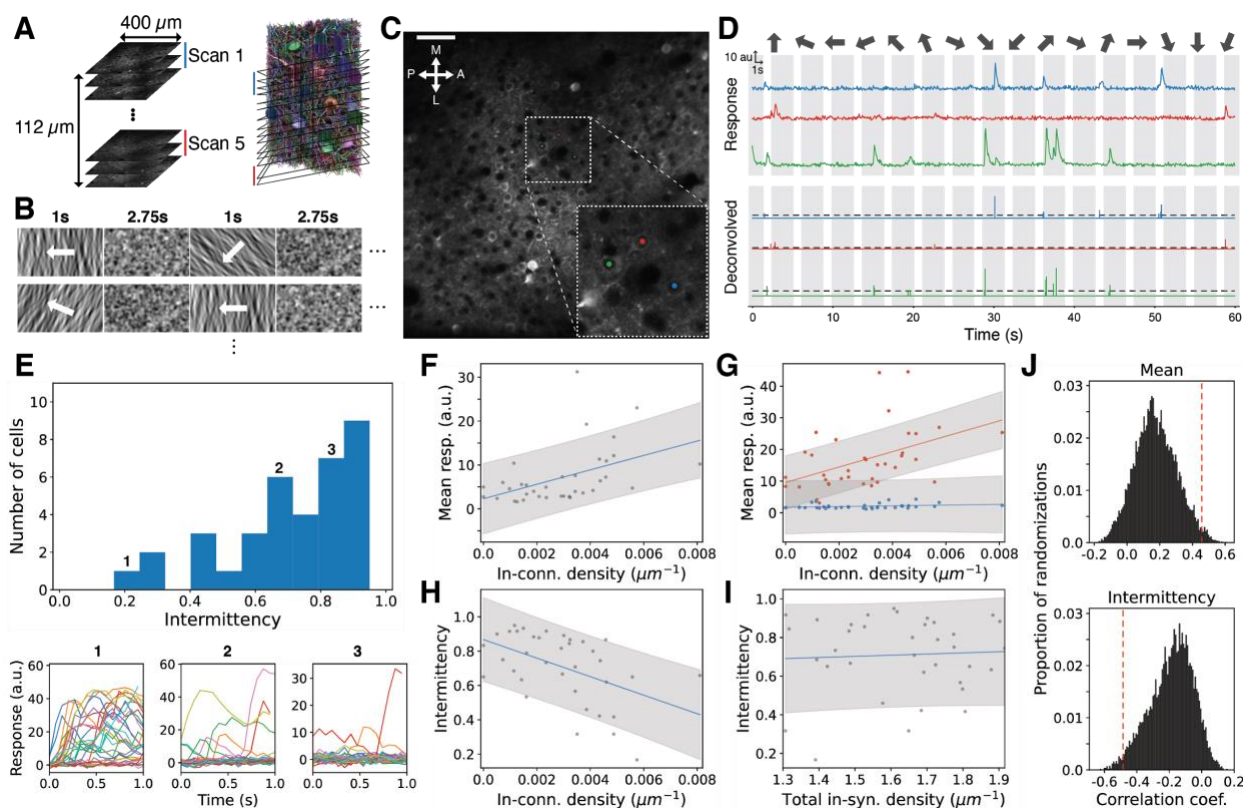 A
400 µm
Scan 1
112 µm
Scan 5
B
1s 2.75s 1s 2.75s
...
...
C
M
P A
L
D
10 au
1s
Response
Deconvolved
0 10 20 30 40 50 60
Time (s)
E
Number of cells
10
8
6
4
2
0
1 2 3
0.0 0.2 0.4 0.6 0.8 1.0
Intermittency
1 2 3
Response (a.u.)
60
40
20
0
60
40
20
0
30
20
10
0
0.0 0.5 1.0 0.0 0.5 1.0 0.0 0.5 1.0
Time (s)
F
Mean resp. (a.u.)
30
20
10
0
0.0 0.002 0.004 0.006 0.008
In-conn. density (µm⁻¹)
G
Mean resp. (a.u.)
40
30
20
10
0
0.0 0.002 0.004 0.006 0.008
In-conn. density (µm⁻¹)
H
Intermittency
1.0
0.8
0.6
0.4
0.2
0.0 0.002 0.004 0.006 0.008
In-conn. density (µm⁻¹)
I
Intermittency
1.0
0.8
0.6
0.4
0.2
1.3 1.4 1.5 1.6 1.7 1.8 1.9
Total in-syn. density (µm⁻¹)
J
Mean
Proportion of randomizations
0.03
0.02
0.01
0.00
-0.2 0.0 0.2 0.4 0.6
Intermittency
0.03
0.02
0.01
0.00
-0.6 -0.4 -0.2 0.0 0.2
Correlation coef.